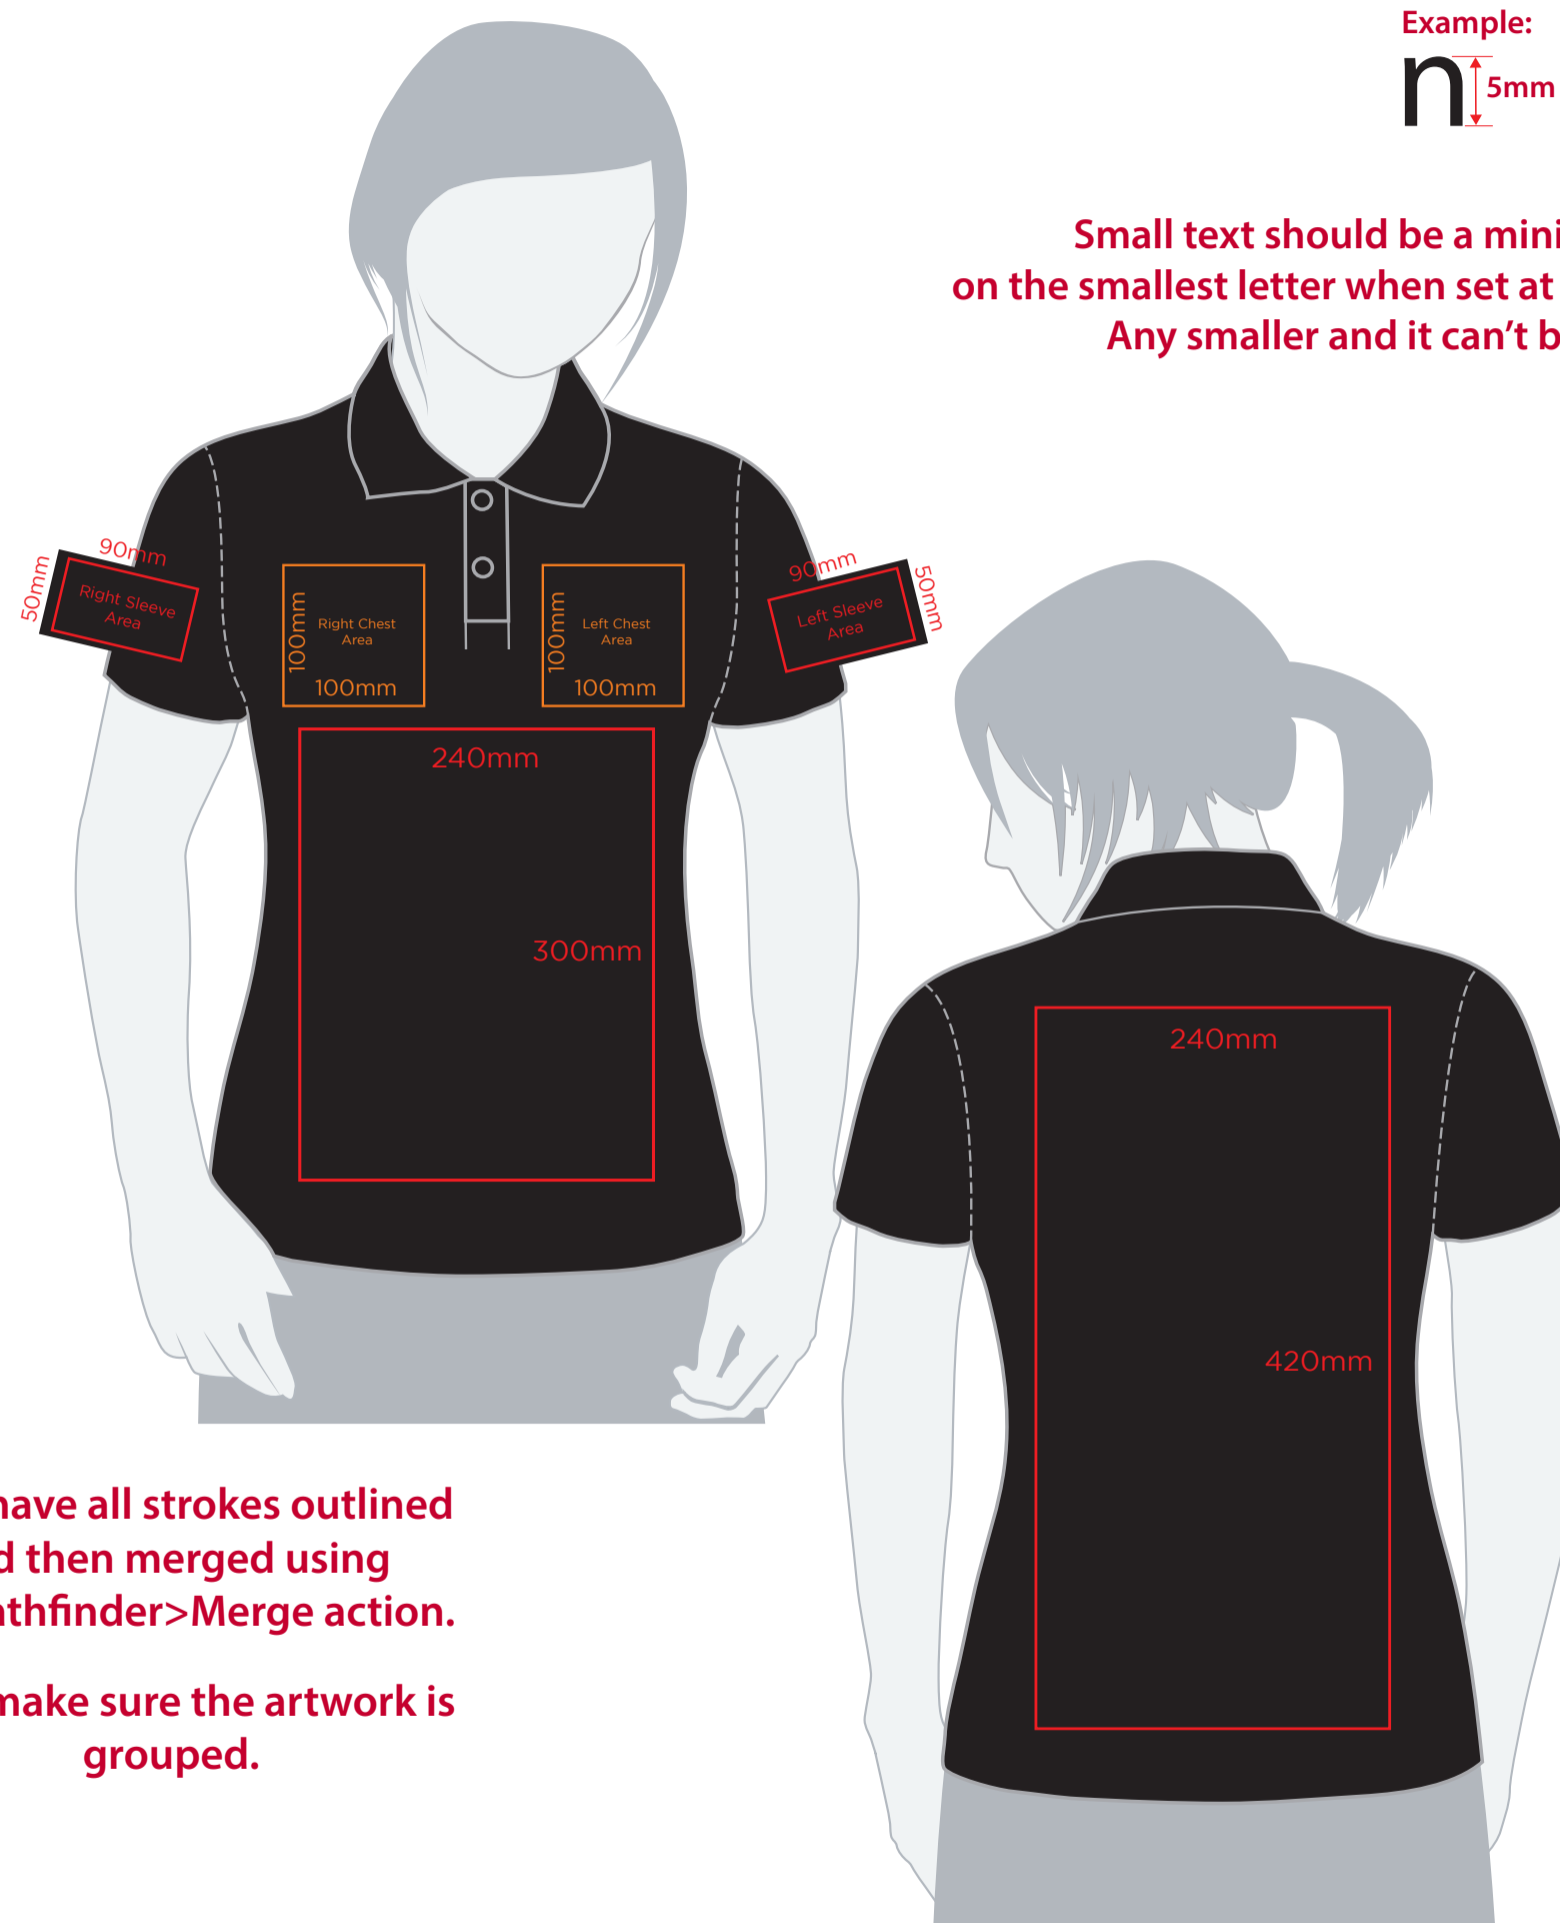 Example:
n
5mm
Small text should be a mini
on the smallest letter when set at
Any smaller and it can't b
90mm
50mm
Right Sleeve
Area
100mm
Right Chest
Area
100mm
100mm
Left Chest
Area
100mm
90mm
50mm
Left Sleeve
Area
240mm
300mm
240mm
420mm
have all strokes outlined
d then merged using
athfinder>Merge action.
make sure the artwork is
grouped.